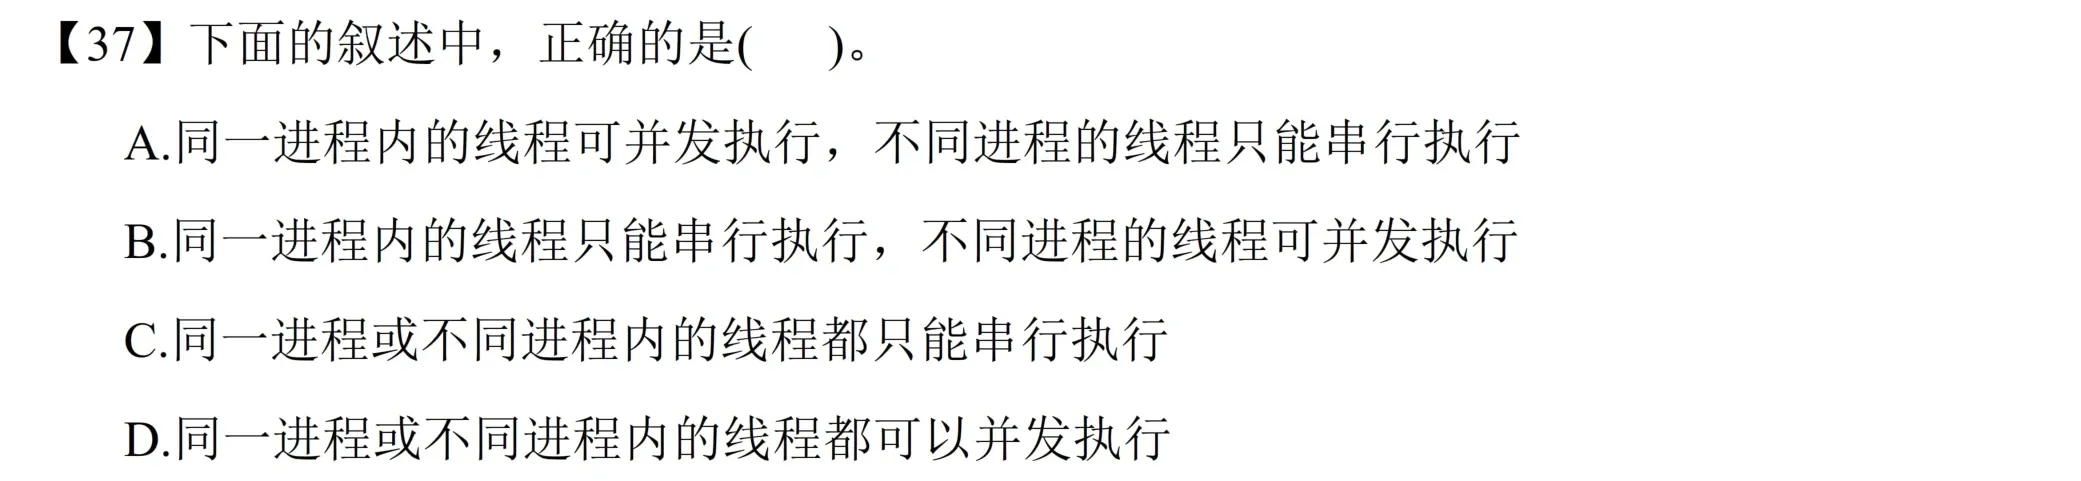 【37】下面的叙述中，正确的是(　　)。
A.同一进程内的线程可并发执行，不同进程的线程只能串行执行
B.同一进程内的线程只能串行执行，不同进程的线程可并发执行
C.同一进程或不同进程内的线程都只能串行执行
D.同一进程或不同进程内的线程都可以并发执行